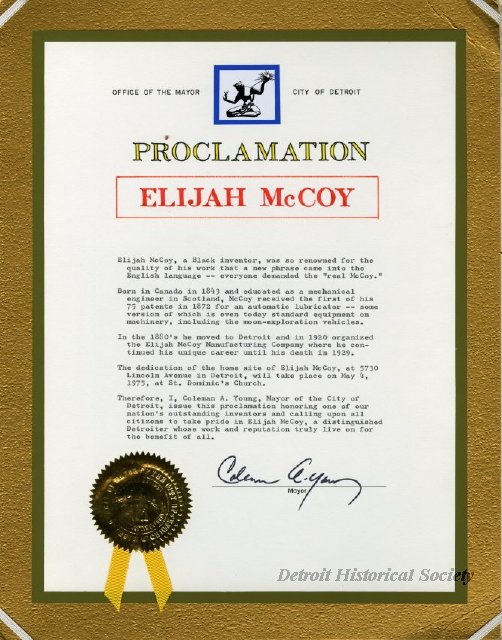 OFFICE OF THE MAYOR CITY OF DETROIT
PROCLAMATION
ELIJAH McCOY
Elijah McCoy, a Black inventor, was so renowned for the
quality of his work that a new phrase came into the
English language -- everyone demanded the "real McCoy."
Born in Canada in 1843 and educated as a mechanical
engineer in Scotland, McCoy received the first of his
75 patents in 1872 for an automatic lubricator -- some
version of which is even today standard equipment on
machinery, including the moon-exploration vehicles.
In the 1880's he moved to Detroit and in 1920 organized
the Elijah McCoy Manufacturing Company where he con-
tinued his unique career until his death in 1929.
The dedication of the home site of Elijah McCoy, at 5730
Lincoln Avenue in Detroit, will take place on May 4,
1975, at St. Dominic's Church.
Therefore, I, Coleman A. Young, Mayor of the City of
Detroit, issue this proclamation honoring one of our
nation's outstanding inventors and calling upon all
citizens to take pride in Elijah McCoy, a distinguished
Detroiter whose work and reputation truly live on for
the benefit of all.
Coleman A. Young
Mayor
Detroit Historical Society